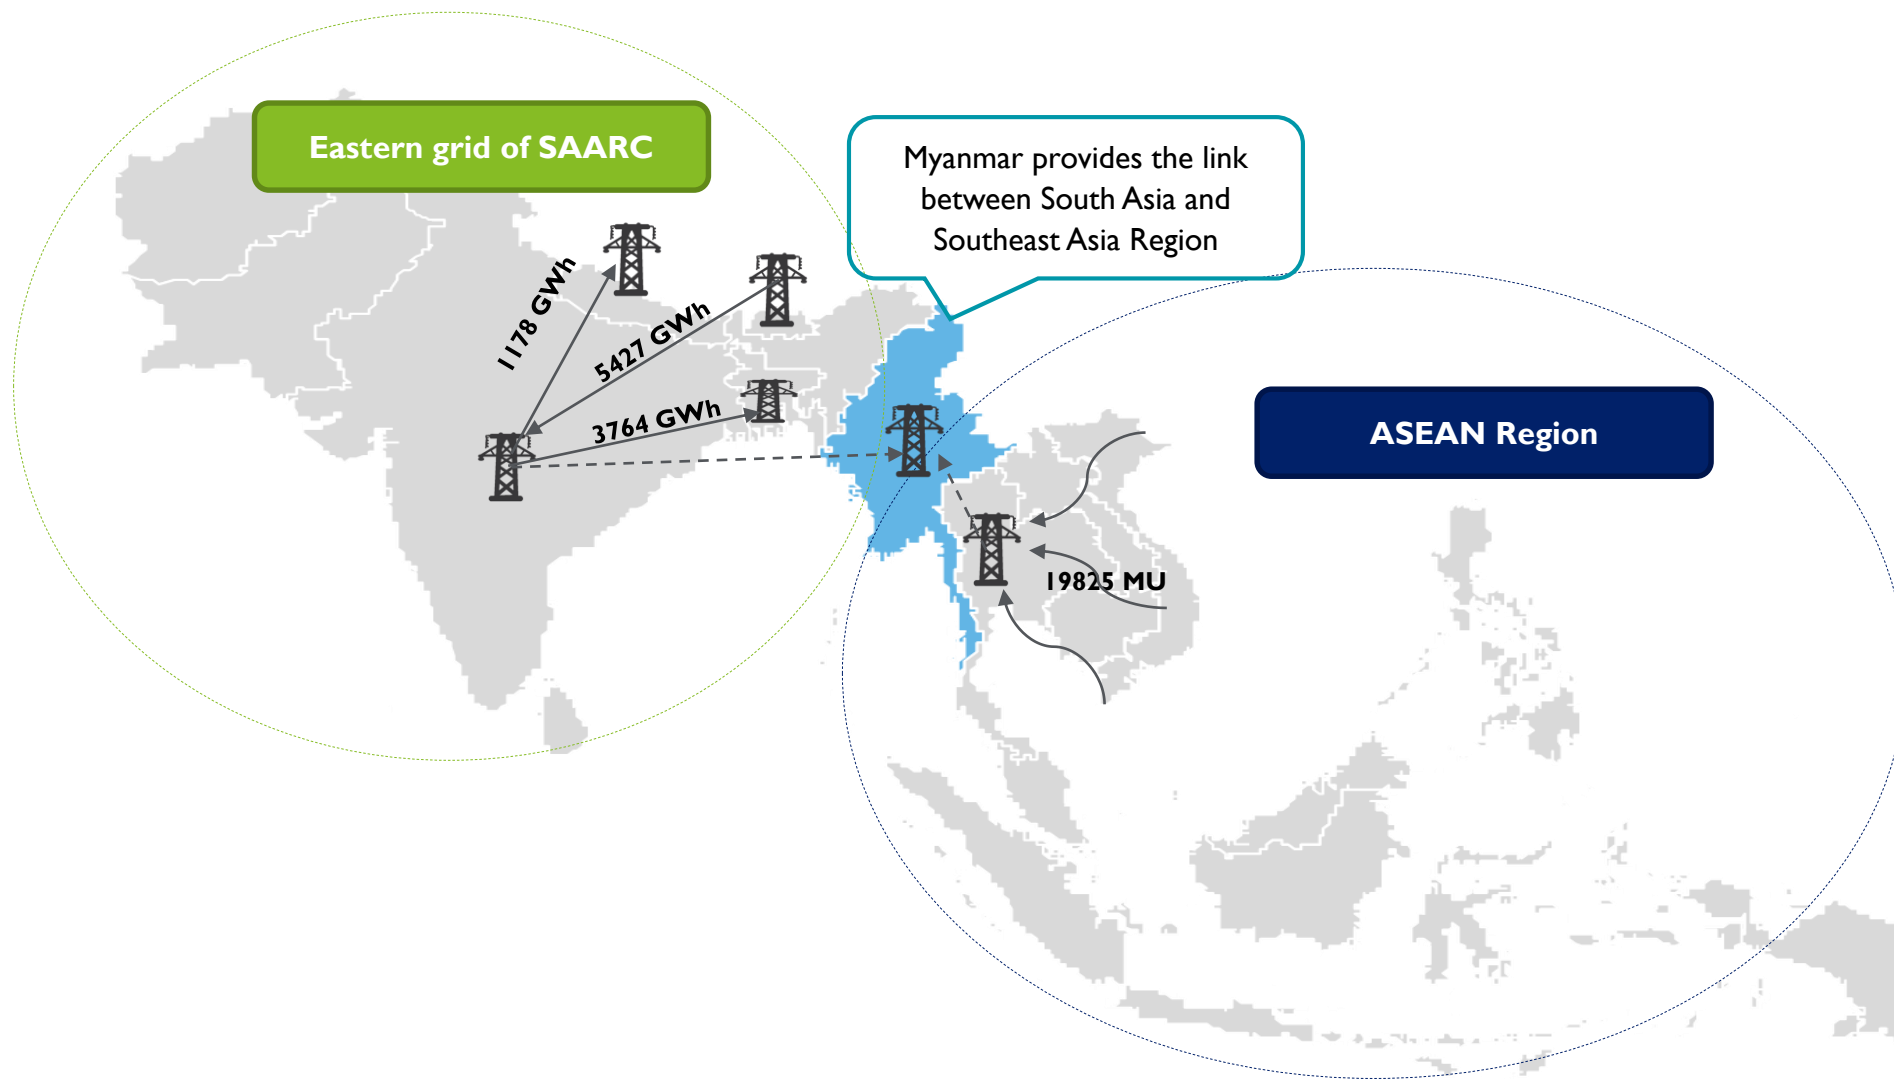 Eastern grid of SAARC
Myanmar provides the link
between South Asia and
Southeast Asia Region
1178 GWh
5427 GWh
3764 GWh
ASEAN Region
19825 MU